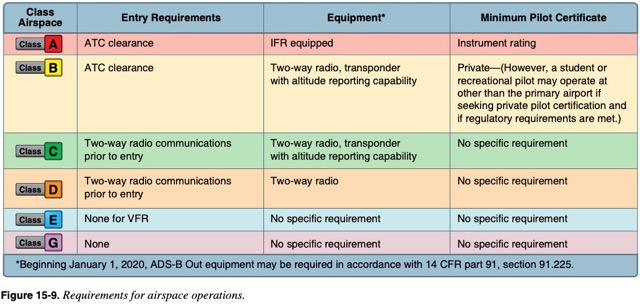 Class
Airspace
Entry Requirements
Equipment*
Minimum Pilot Certificate
Class A
ATC clearance
IFR equipped
Instrument rating
Class B
ATC clearance
Two-way radio, transponder
with altitude reporting capability
Private—(However, a student or
recreational pilot may operate at
other than the primary airport if
seeking private pilot certification and
if regulatory requirements are met.)
Class C
Two-way radio communications
prior to entry
Two-way radio, transponder
with altitude reporting capability
No specific requirement
Class D
Two-way radio communications
prior to entry
Two-way radio
No specific requirement
Class E
None for VFR
No specific requirement
No specific requirement
Class G
None
No specific requirement
No specific requirement
*Beginning January 1, 2020, ADS-B Out equipment may be required in accordance with 14 CFR part 91, section 91.225.
Figure 15-9. Requirements for airspace operations.